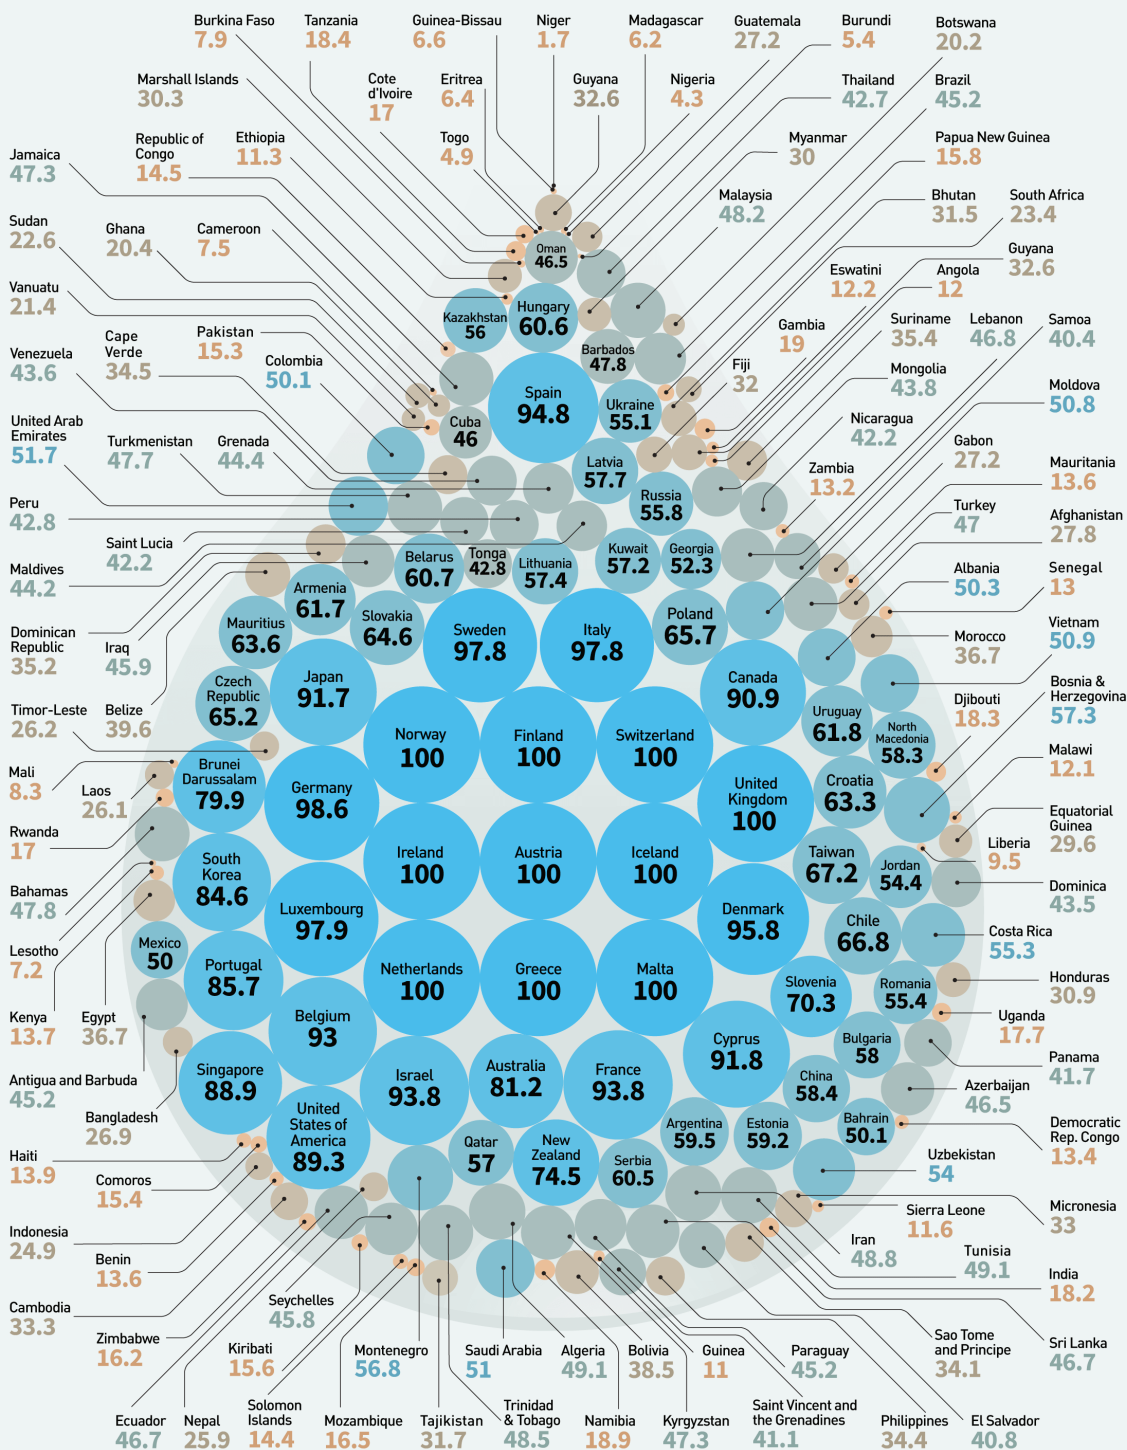 Burkina Faso
7.9
Tanzania
18.4
Guinea-Bissau
6.6
Niger
1.7
Madagascar
6.2
Guatemala
27.2
Burundi
5.4
Botswana
20.2
Marshall Islands
30.3
Cote
d'Ivoire
17
Eritrea
6.4
Guyana
32.6
Nigeria
4.3
Thailand
42.7
Brazil
45.2
Jamaica
47.3
Republic of
Congo
14.5
Ethiopia
11.3
Togo
4.9
Myanmar
30
Papua New Guinea
15.8
Malaysia
48.2
Bhutan
31.5
South Africa
23.4
Sudan
22.6
Ghana
20.4
Cameroon
7.5
Oman
46.5
Eswatini
12.2
Angola
12
Guyana
32.6
Vanuatu
21.4
Kazakhstan
56
Hungary
60.6
Gambia
19
Suriname
35.4
Lebanon
46.8
Samoa
40.4
Venezuela
43.6
Cape
Verde
34.5
Pakistan
15.3
Colombia
50.1
Barbados
47.8
Fiji
32
Mongolia
43.8
Moldova
50.8
Spain
94.8
Ukraine
55.1
United Arab
Emirates
51.7
Turkmenistan
47.7
Grenada
44.4
Cuba
46
Nicaragua
42.2
Gabon
27.2
Latvia
57.7
Zambia
13.2
Mauritania
13.6
Peru
42.8
Russia
55.8
Turkey
47
Afghanistan
27.8
Saint Lucia
42.2
Belarus
60.7
Tonga
42.8
Lithuania
57.4
Kuwait
57.2
Georgia
52.3
Maldives
44.2
Albania
50.3
Senegal
13
Armenia
61.7
Mauritius
63.6
Slovakia
64.6
Sweden
97.8
Italy
97.8
Poland
65.7
Dominican
Republic
35.2
Iraq
45.9
Morocco
36.7
Vietnam
50.9
Czech
Republic
65.2
Japan
91.7
Canada
90.9
Djibouti
18.3
Bosnia &
Herzegovina
57.3
Timor-Leste
26.2
Belize
39.6
Norway
100
Finland
100
Switzerland
100
Uruguay
61.8
North
Macedonia
58.3
Mali
8.3
Laos
26.1
Brunei
Darussalam
79.9
Germany
98.6
United
Kingdom
100
Croatia
63.3
Malawi
12.1
Rwanda
17
Equatorial
Guinea
29.6
Liberia
9.5
Ireland
100
Austria
100
Iceland
100
Taiwan
67.2
Jordan
54.4
South
Korea
84.6
Bahamas
47.8
Dominica
43.5
Luxembourg
97.9
Denmark
95.8
Chile
66.8
Costa Rica
55.3
Lesotho
7.2
Mexico
50
Portugal
85.7
Netherlands
100
Greece
100
Malta
100
Slovenia
70.3
Romania
55.4
Honduras
30.9
Kenya
13.7
Egypt
36.7
Belgium
93
Uganda
17.7
Cyprus
91.8
Bulgaria
58
Panama
41.7
Antigua and Barbuda
45.2
Singapore
88.9
Israel
93.8
Australia
81.2
France
93.8
China
58.4
Azerbaijan
46.5
Bangladesh
26.9
United
States of
America
89.3
Argentina
59.5
Estonia
59.2
Bahrain
50.1
Democratic
Rep. Congo
13.4
Haiti
13.9
Qatar
57
New
Zealand
74.5
Serbia
60.5
Uzbekistan
54
Comoros
15.4
Micronesia
33
Sierra Leone
11.6
Indonesia
24.9
Benin
13.6
Iran
48.8
Tunisia
49.1
India
18.2
Cambodia
33.3
Seychelles
45.8
Zimbabwe
16.2
Kiribati
15.6
Montenegro
56.8
Saudi Arabia
51
Algeria
49.1
Bolivia
38.5
Guinea
11
Paraguay
45.2
Sao Tome
and Principe
34.1
Sri Lanka
46.7
Ecuador
46.7
Nepal
25.9
Solomon
Islands
14.4
Mozambique
16.5
Tajikistan
31.7
Trinidad
& Tobago
48.5
Namibia
18.9
Kyrgyzstan
47.3
Saint Vincent and
the Grenadines
41.1
Philippines
34.4
El Salvador
40.8